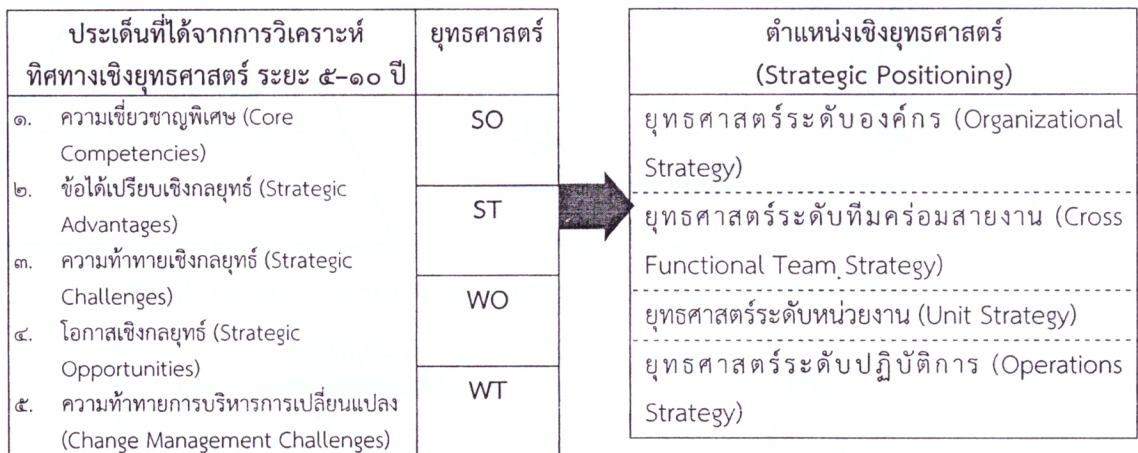 ประเด็นที่ได้จากการวิเคราะห์
ทิศทางเชิงยุทธศาสตร์ ระยะ ๕-๑๐ ปี
ยุทธศาสตร์
๑. ความเชี่ยวชาญพิเศษ (Core
Competencies)
๒. ข้อได้เปรียบเชิงกลยุทธ์ (Strategic
Advantages)
๓. ความท้าทายเชิงกลยุทธ์ (Strategic
Challenges)
๔. โอกาสเชิงกลยุทธ์ (Strategic
Opportunities)
๕. ความท้าทายการบริหารการเปลี่ยนแปลง
(Change Management Challenges)
SO
ST
WO
WT
ตำแหน่งเชิงยุทธศาสตร์
(Strategic Positioning)
ยุทธศาสตร์ระดับองค์กร (Organizational
Strategy)
ยุทธศาสตร์ระดับทีมคร่อมสายงาน (Cross
Functional Team Strategy)
ยุทธศาสตร์ระดับหน่วยงาน (Unit Strategy)
ยุทธศาสตร์ระดับปฏิบัติการ (Operations
Strategy)